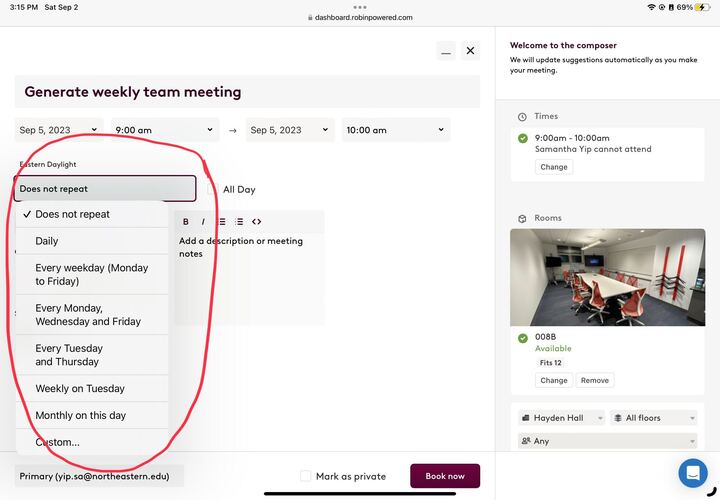 3:15 PM Sat Sep 2
69%
dashboard.robinpowered.com
Generate weekly team meeting
Sep 5, 2023 9:00 am → Sep 5, 2023 10:00 am
Eastern Daylight
Does not repeat
All Day
✓ Does not repeat
Daily
Every weekday (Monday
to Friday)
Every Monday,
Wednesday and Friday
Every Tuesday
and Thursday
Weekly on Tuesday
Monthly on this day
Custom...
B I <>
Add a description or meeting
notes
Primary (yip.sa@northeastern.edu)
Mark as private
Book now
Welcome to the composer
We will update suggestions automatically as you make
your meeting.
Times
9:00am - 10:00am
Samantha Yip cannot attend
Change
Rooms
008B
Available
Fits 12
Change Remove
Hayden Hall All floors
Any